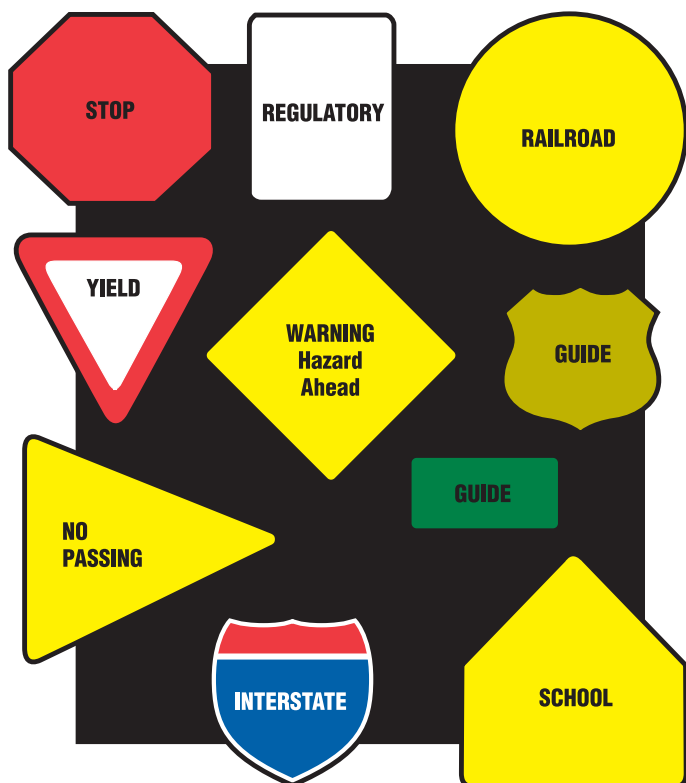 STOP
REGULATORY
RAILROAD
YIELD
WARNING
Hazard
Ahead
GUIDE
GUIDE
NO
PASSING
INTERSTATE
SCHOOL